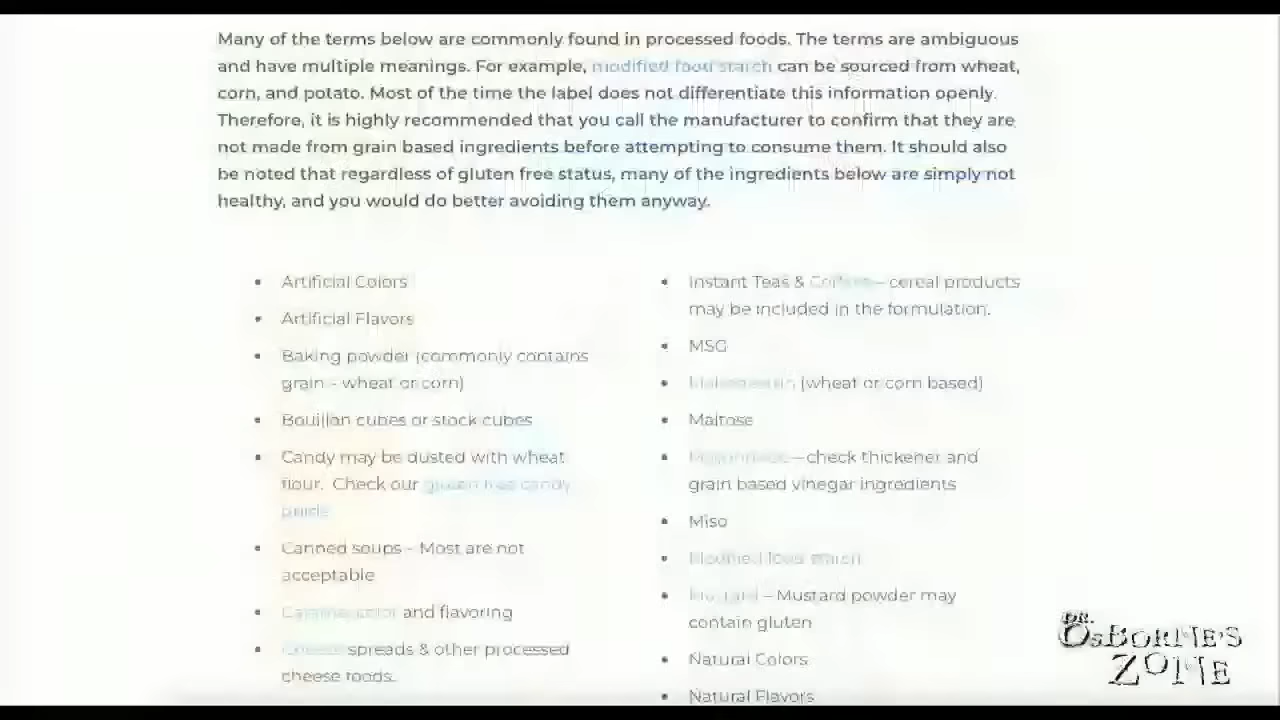 Many of the terms below are commonly found in processed foods. The terms are ambiguous
and have multiple meanings. For example, modified food starch can be sourced from wheat,
corn, and potato. Most of the time the label does not differentiate this information openly.
Therefore, it is highly recommended that you call the manufacturer to confirm that they are
not made from grain based ingredients before attempting to consume them. It should also
be noted that regardless of gluten free status, many of the ingredients below are simply not
healthy, and you would do better avoiding them anyway.
Artificial Colors
Artificial Flavors
Baking powder (commonly contains
grain - wheat or corn)
Bouillon cubes or stock cubes
Candy may be dusted with wheat
flour. Check our gluten free candy
guide
Canned soups - Most are not
acceptable
Caramel color and flavoring
Cheese spreads & other processed
cheese foods.
Instant Teas & Coffees – cereal products
may be included in the formulation.
MSG
(wheat or corn based)
Maltose
Mayonnaise – check thickener and
grain based vinegar ingredients
Miso
Modified food starch
Mustard – Mustard powder may
contain gluten
Natural Colors
Natural Flavors
DR.
OSBORNE'S
ZONE